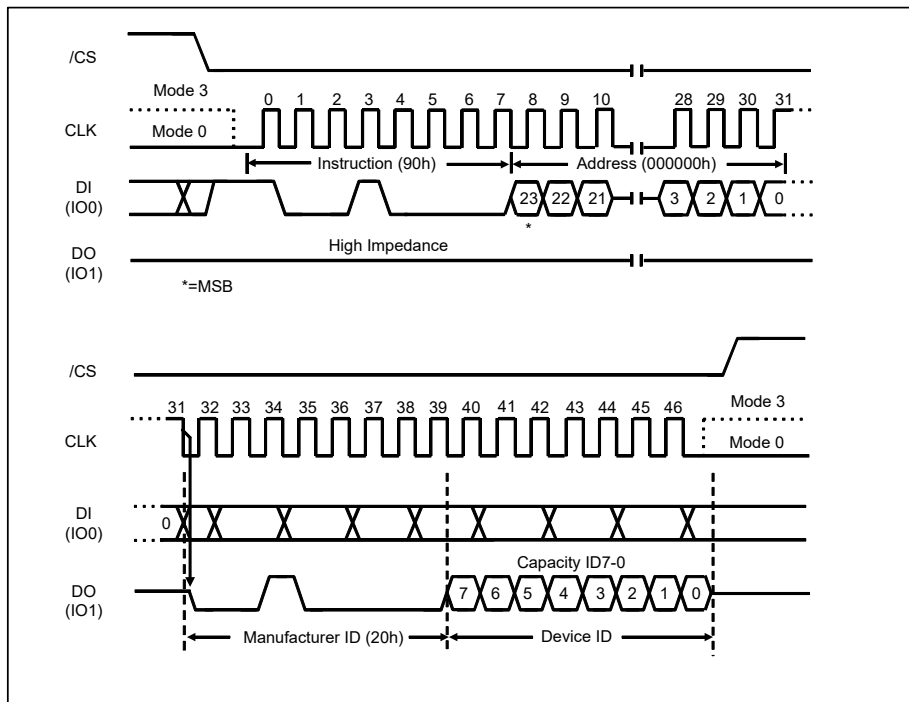 /CS
Mode 3
0 1 2 3 4 5 6 7 8 9 10 28 29 30 31
CLK
Mode 0
Instruction (90h) Address (000000h)
DI
(IO0)
23 22 21 3 2 1 0
*
High Impedance
DO
(IO1)
*=MSB
/CS
31 32 33 34 35 36 37 38 39 40 41 42 43 44 45 46
Mode 3
CLK
Mode 0
DI
(IO0)
0
Capacity ID7-0
DO
(IO1)
7 6 5 4 3 2 1 0
Manufacturer ID (20h) Device ID